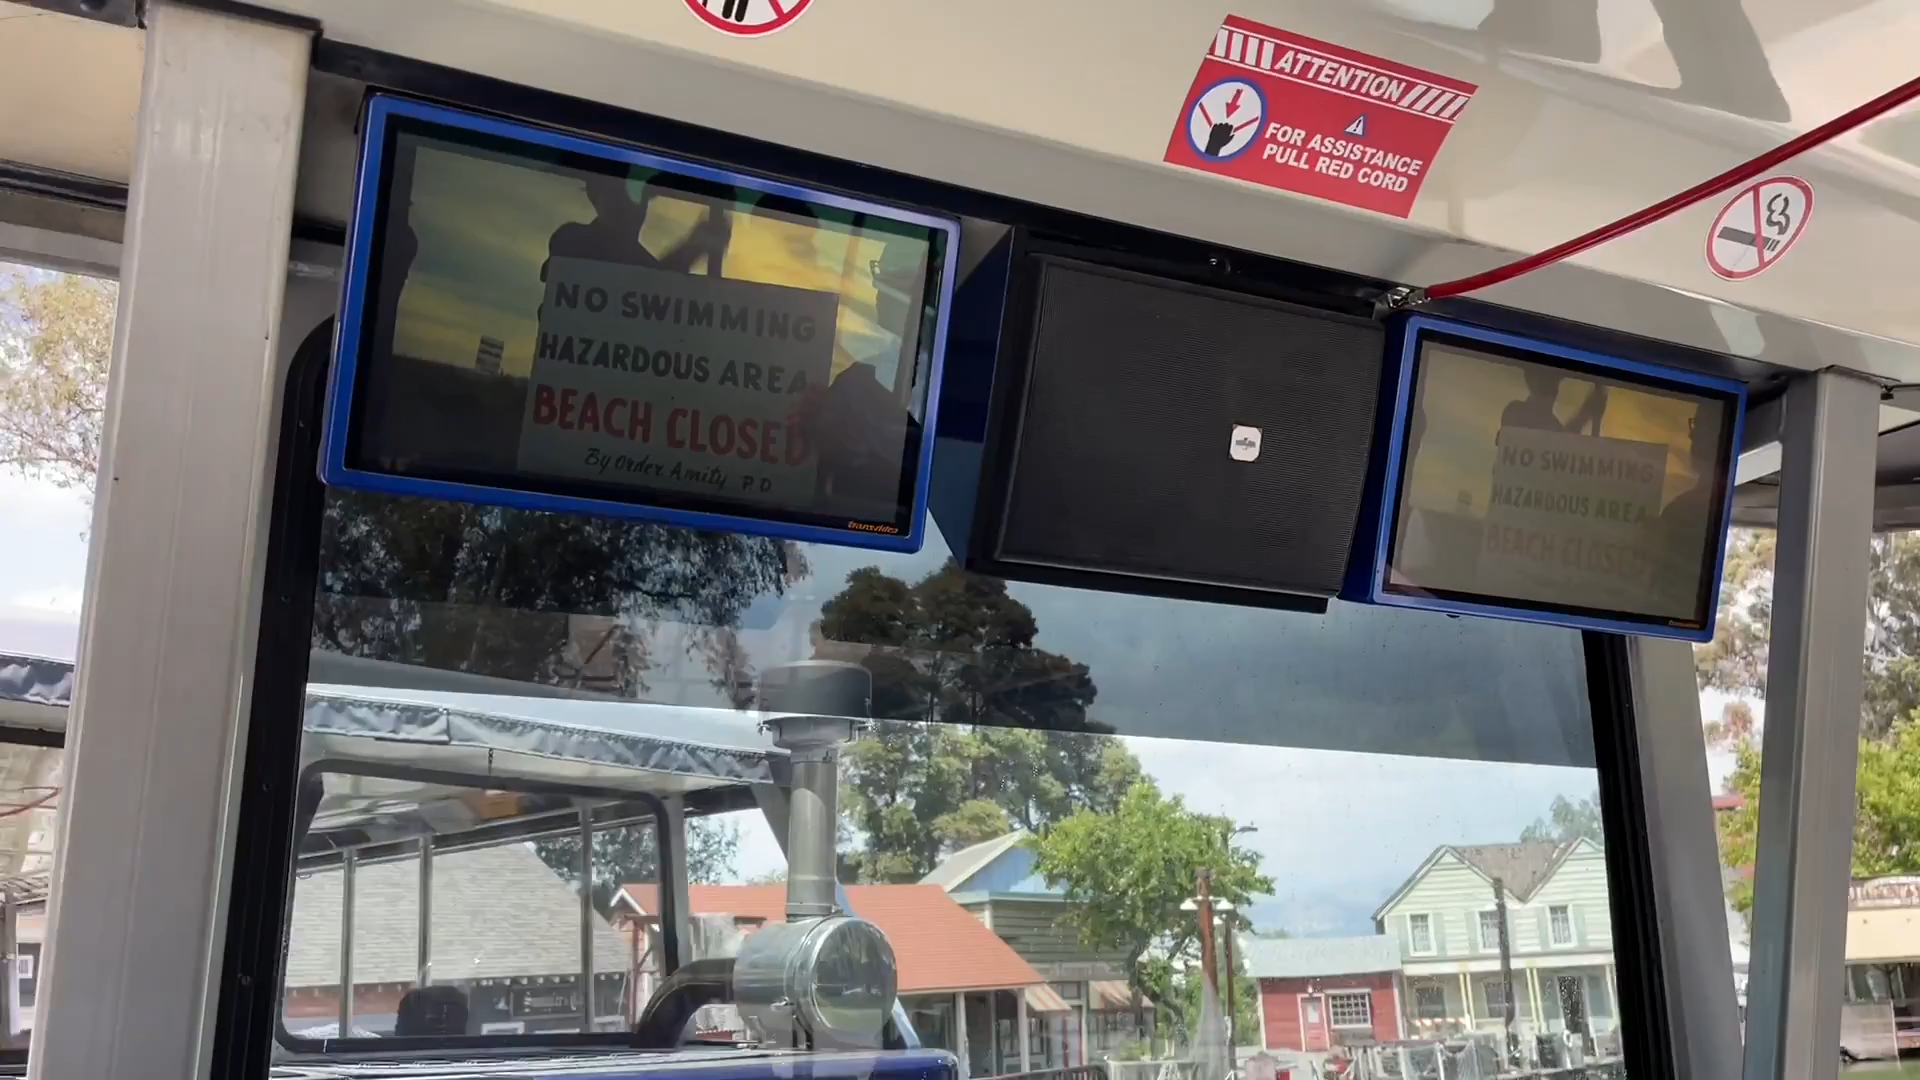 ATTENTION
FOR ASSISTANCE
PULL RED CORD
NO SWIMMING
HAZARDOUS AREA
BEACH CLOSED
By Order Amity P.D
transvideo
NO SWIMMING
HAZARDOUS AREA
BEACH CLOSED